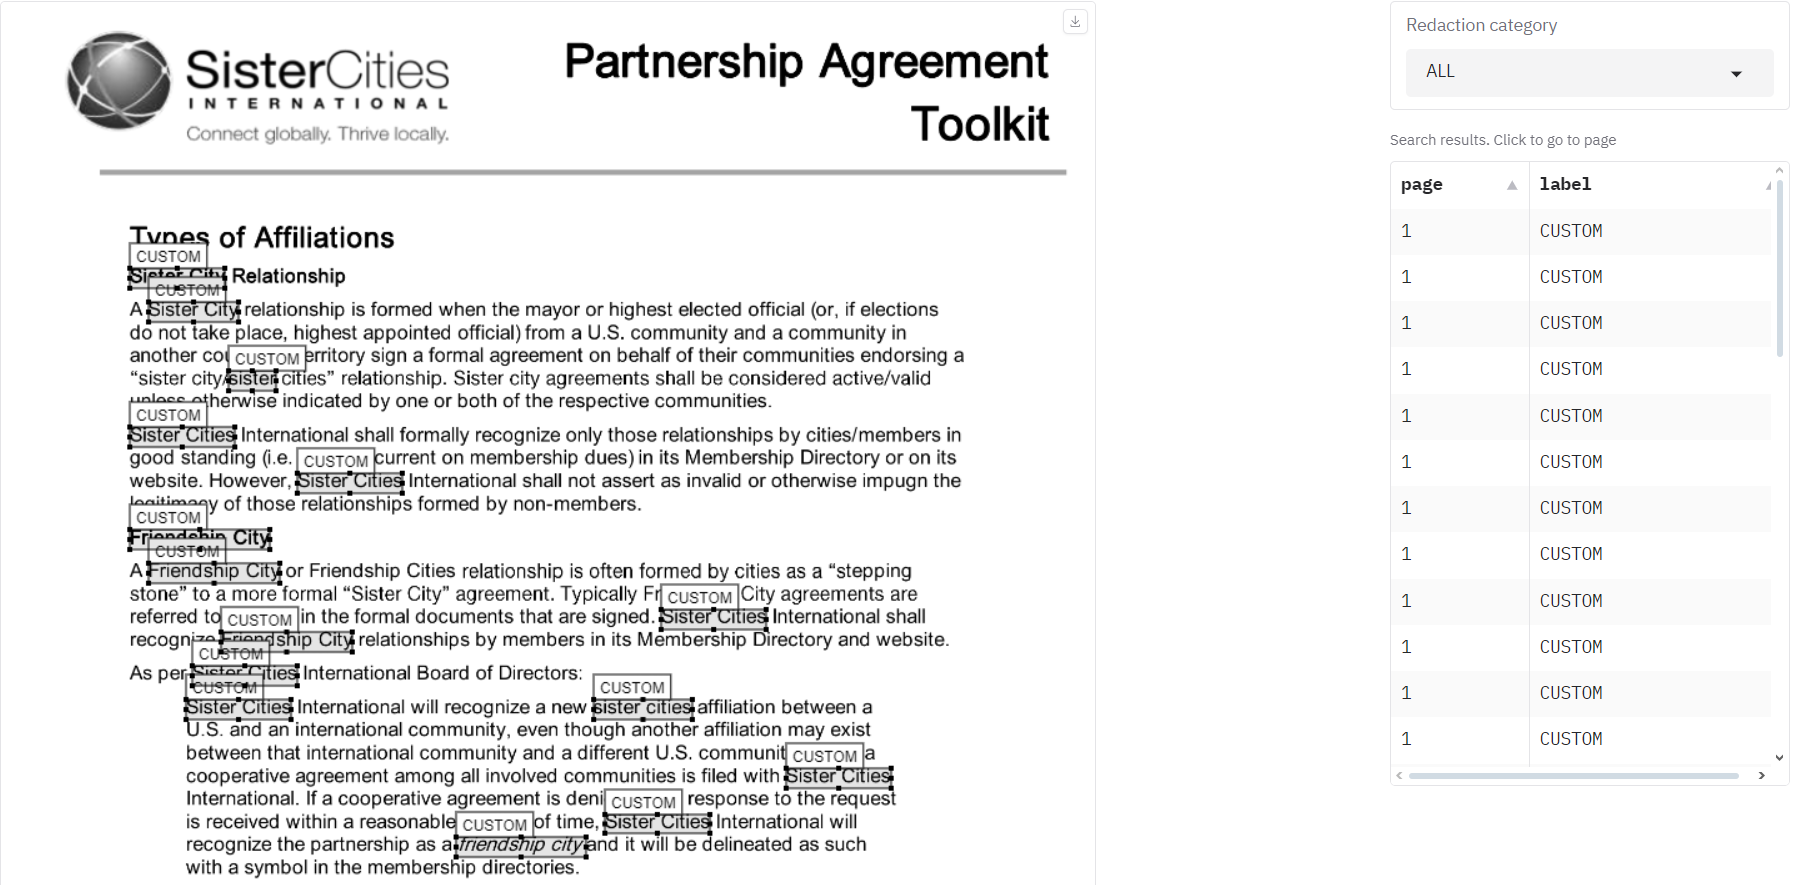 SisterCities
INTERNATIONAL
Connect globally. Thrive locally.
Partnership Agreement
Toolkit
Types of Affiliations
CUSTOM
Sister City Relationship
CUSTOM
A Sister City relationship is formed when the mayor or highest elected official (or, if elections
do not take place, highest appointed official) from a U.S. community and a community in
another cou CUSTOM erritory sign a formal agreement on behalf of their communities endorsing a
“sister city/sister cities” relationship. Sister city agreements shall be considered active/valid
unless otherwise indicated by one or both of the respective communities.
CUSTOM
Sister Cities International shall formally recognize only those relationships by cities/members in
good standing (i.e. CUSTOM current on membership dues) in its Membership Directory or on its
website. However, Sister Cities International shall not assert as invalid or otherwise impugn the
legitimacy of those relationships formed by non-members.
CUSTOM
Friendship City
CUSTOM
A Friendship City or Friendship Cities relationship is often formed by cities as a “stepping
stone” to a more formal “Sister City” agreement. Typically Fr CUSTOM City agreements are
referred to CUSTOM in the formal documents that are signed. Sister Cities International shall
recognize Friendship City relationships by members in its Membership Directory and website.
CUSTOM
As per Sister Cities International Board of Directors:
CUSTOM CUSTOM
Sister Cities International will recognize a new sister cities affiliation between a
U.S. and an international community, even though another affiliation may exist
between that international community and a different U.S. communit CUSTOM a
cooperative agreement among all involved communities is filed with Sister Cities
International. If a cooperative agreement is deni CUSTOM response to the request
is received within a reasonable CUSTOM of time, Sister Cities International will
recognize the partnership as a friendship city and it will be delineated as such
with a symbol in the membership directories.
Redaction category
ALL
Search results. Click to go to page
page label
1 CUSTOM
1 CUSTOM
1 CUSTOM
1 CUSTOM
1 CUSTOM
1 CUSTOM
1 CUSTOM
1 CUSTOM
1 CUSTOM
1 CUSTOM
1 CUSTOM
1 CUSTOM